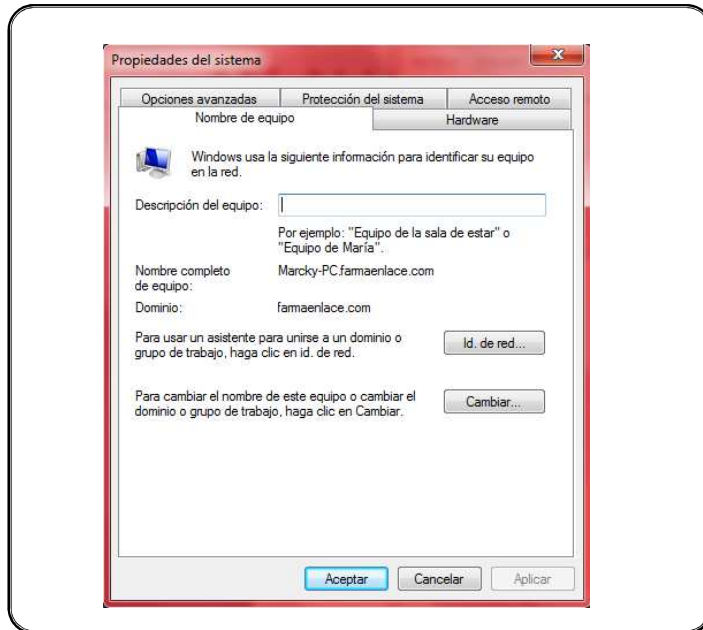 Propiedades del sistema
Opciones avanzadas Protección del sistema Acceso remoto
Nombre de equipo Hardware
Windows usa la siguiente información para identificar su equipo
en la red.
Descripción del equipo:
Por ejemplo: "Equipo de la sala de estar" o
"Equipo de María".
Nombre completo Marcky-PC.farmaenlace.com
de equipo:
Dominio: farmaenlace.com
Para usar un asistente para unirse a un dominio o
grupo de trabajo, haga clic en id. de red.
Id. de red...
Para cambiar el nombre de este equipo o cambiar el
dominio o grupo de trabajo, haga clic en Cambiar.
Cambiar...
Aceptar Cancelar Aplicar